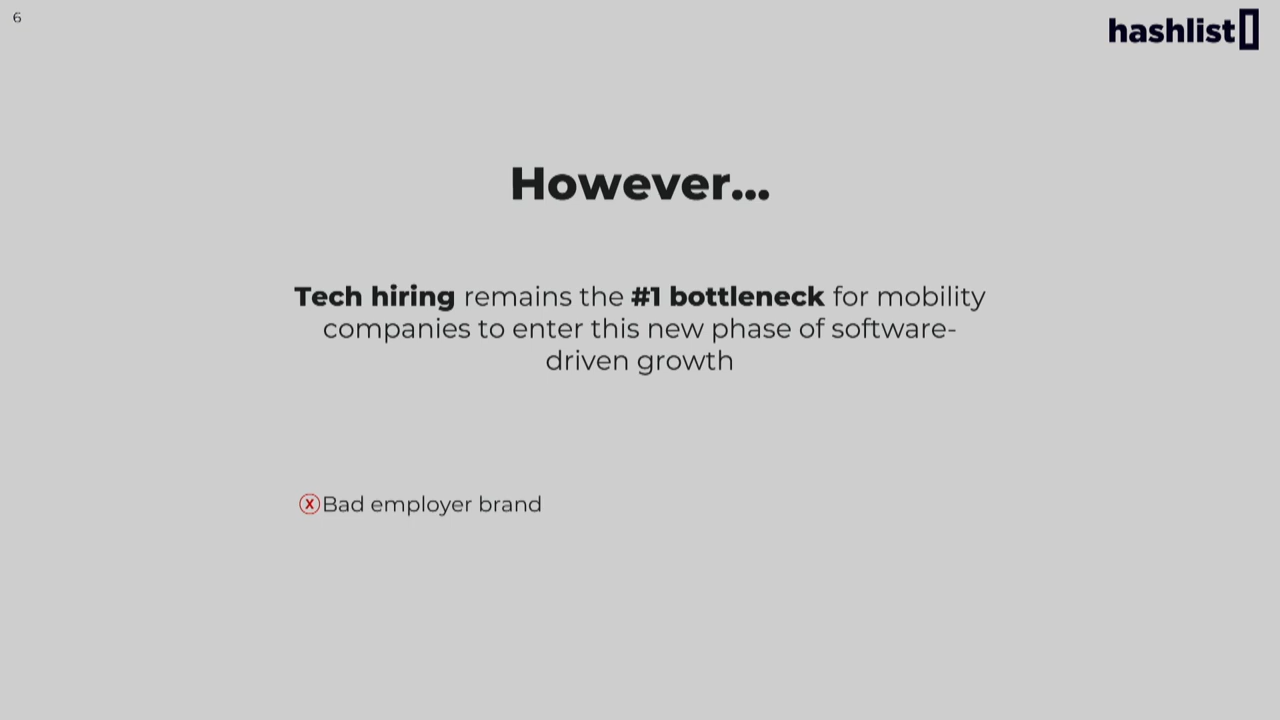 6
hashlist
However...
Tech hiring remains the #1 bottleneck for mobility
companies to enter this new phase of software-
driven growth
ⓧBad employer brand